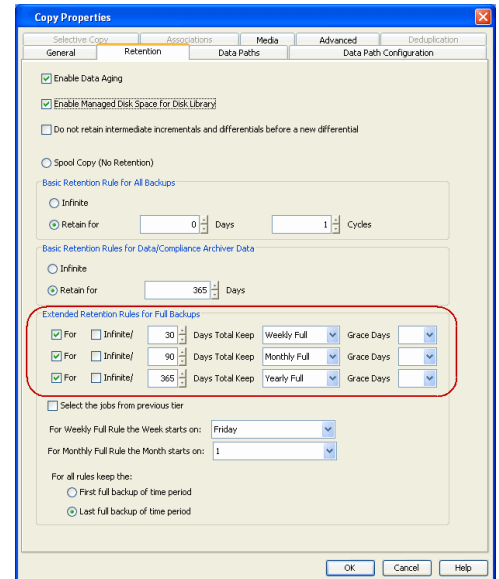 Copy Properties
Selective Copy Associations Media Advanced Deduplication
General Retention Data Paths Data Path Configuration
Enable Data Aging
Enable Managed Disk Space for Disk Library
Do not retain intermediate incrementals and differentials before a new differential
Spool Copy (No Retention)
Basic Retention Rule for All Backups
Infinite
Retain for 0 Days 1 Cycles
Basic Retention Rules for Data/Compliance Archiver Data
Infinite
Retain for 365 Days
Extended Retention Rules for Full Backups
For Infinite/ 30 Days Total Keep Weekly Full Grace Days
For Infinite/ 90 Days Total Keep Monthly Full Grace Days
For Infinite/ 365 Days Total Keep Yearly Full Grace Days
Select the jobs from previous tier
For Weekly Full Rule the Week starts on: Friday
For Monthly Full Rule the Month starts on: 1
For all rules keep the:
First full backup of time period
Last full backup of time period
OK Cancel Help